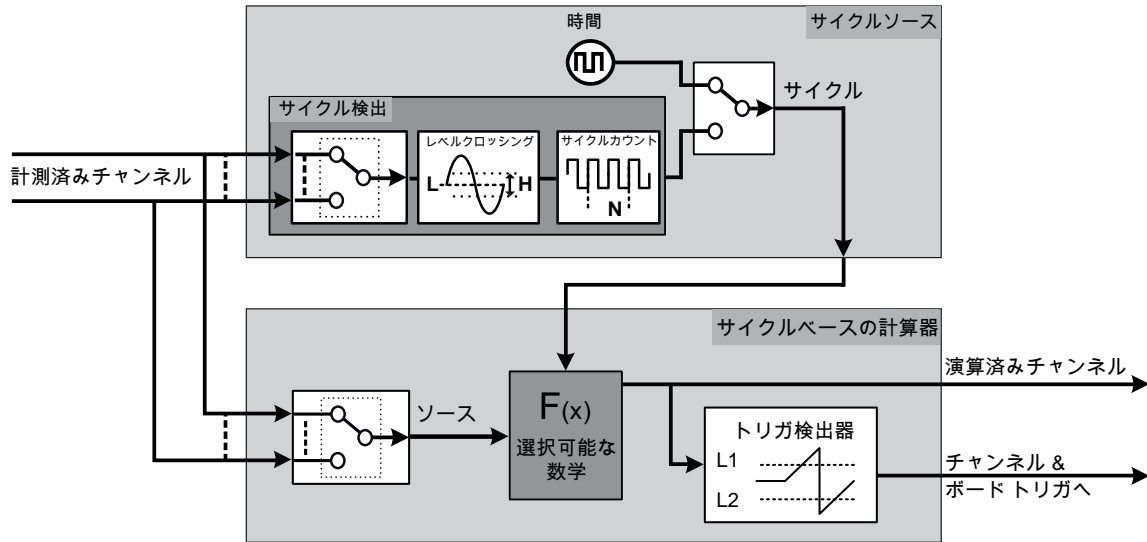 サイクルソース
時間
サイクル
サイクル検出
レベルクロッシング
サイクルカウント
L
H
N
計測済みチャンネル
サイクルベースの計算器
演算済みチャンネル
ソース
F(x)
選択可能な
数学
トリガ検出器
L1
L2
チャンネル &
ボード トリガへ